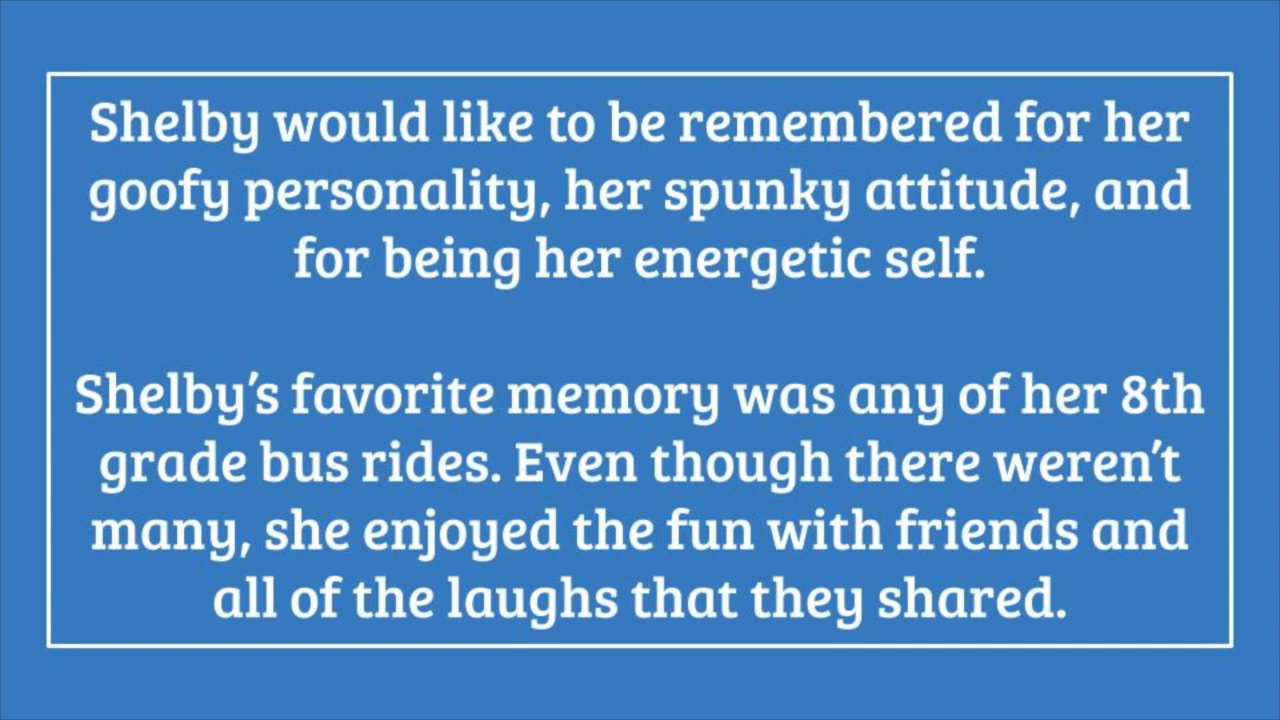 Shelby would like to be remembered for her
goofy personality, her spunky attitude, and
for being her energetic self.
Shelby’s favorite memory was any of her 8th
grade bus rides. Even though there weren’t
many, she enjoyed the fun with friends and
all of the laughs that they shared.